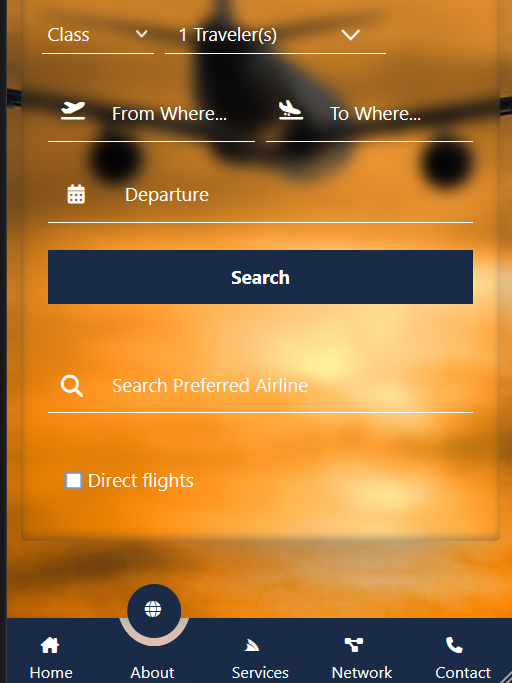 Class 1 Traveler(s)
From Where... To Where...
Departure
Search
Search Preferred Airline
Direct flights
Home About Services Network Contact